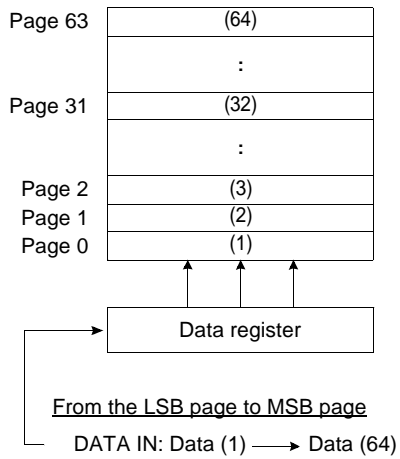 Page 63 (64)
:
Page 31 (32)
:
Page 2 (3)
Page 1 (2)
Page 0 (1)
Data register
From the LSB page to MSB page
DATA IN: Data (1) Data (64)